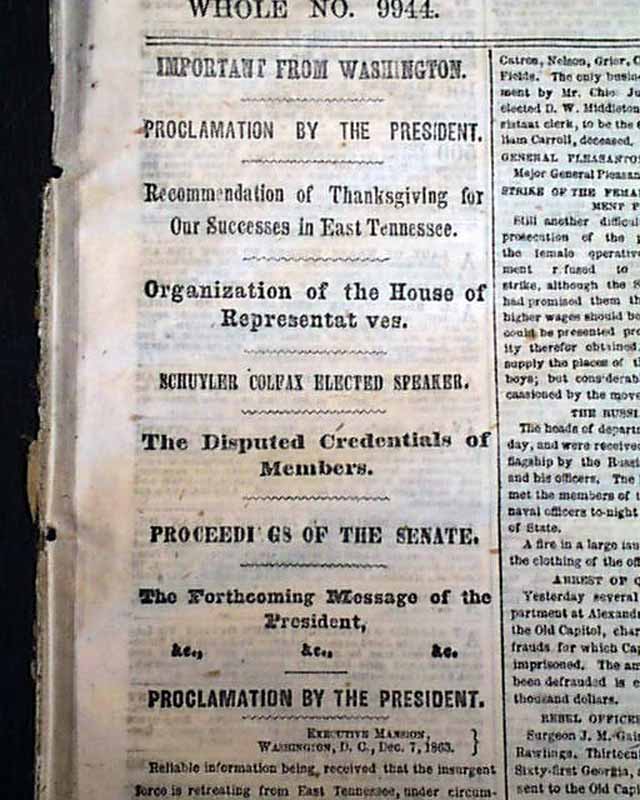 WHOLE NO. 9944.
IMPORTANT FROM WASHINGTON.
PROCLAMATION BY THE PRESIDENT.
Recommendation of Thanksgiving for
Our Successes in East Tennessee.
Organization of the House of
Representat ves.
SCHUYLER COLFAX ELECTED SPEAKER.
The Disputed Credentials of
Members.
PROCEEDI GS OF THE SENATE.
The Forthcoming Message of the
President,
&c., &c., &c.
PROCLAMATION BY THE PRESIDENT.
EXECUTIVE MANSION,
WASHINGTON, D. C., Dec. 7, 1863. }
Reliable information being, received that the insurgent
force is retreating from East Tennessee, under circum-
Catron, Nelson, Grier, C
Fields. The only busine
ment by Mr. Chie Ju
elected D. W. Middleton
sistant clerk, to be the
liam Carroll, deceased.
GENERAL PLEASANTO
Major General Pleasan
STRIKE OF THE FEMA
MENT P
Still another difficul
prosecution of the
the female operativ
ment r fused to
strike, although the S
had promised them th
higher wages should be
could be presented pro
ity therefor obtained.
supply the places of th
boys; but considerab
casioned by the move
THE RUSSI
The heads of depart
day, and were received
flagship by the Russi
and his officers. The
met the members of t
naval officers to-night
of State.
A fire in a large
the clothing of the off
ARREST OF C
Yesterday several
partment at Alexand
the Old Capitol, char
frauds for which Cap
imprisoned. The am
been defrauded is e
thousand dollars.
REBEL OFFICE
Surgeon J. M. Gai
Rawlings, Thirteent
Sixty-first Georgia, a
sent to the Old Cap